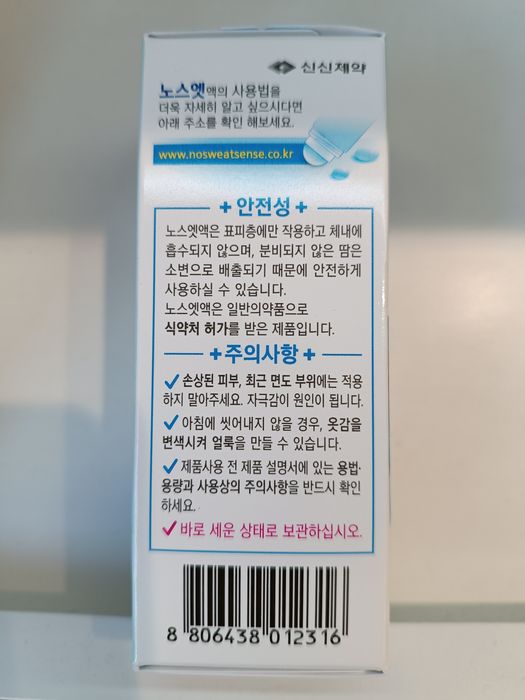 신신제약
노스엣액의 사용법을
더욱 자세히 알고 싶으시다면
아래 주소를 확인 해보세요.
www.nosweatsense.co.kr
안전성
노스엣액은 표피층에만 작용하고 체내에
흡수되지 않으며, 분비되지 않은 땀은
소변으로 배출되기 때문에 안전하게
사용하실 수 있습니다.
노스엣액은 일반의약품으로
식약처 허가를 받은 제품입니다.
주의사항
손상된 피부, 최근 면도 부위에는 적용
하지 말아주세요. 자극감이 원인이 됩니다.
아침에 씻어내지 않을 경우, 옷감을
변색시켜 얼룩을 만들 수 있습니다.
제품사용 전 제품 설명서에 있는 용법·
용량과 사용상의 주의사항을 반드시 확인
하세요.
바로 세운 상태로 보관하십시오.
8 806438 012316